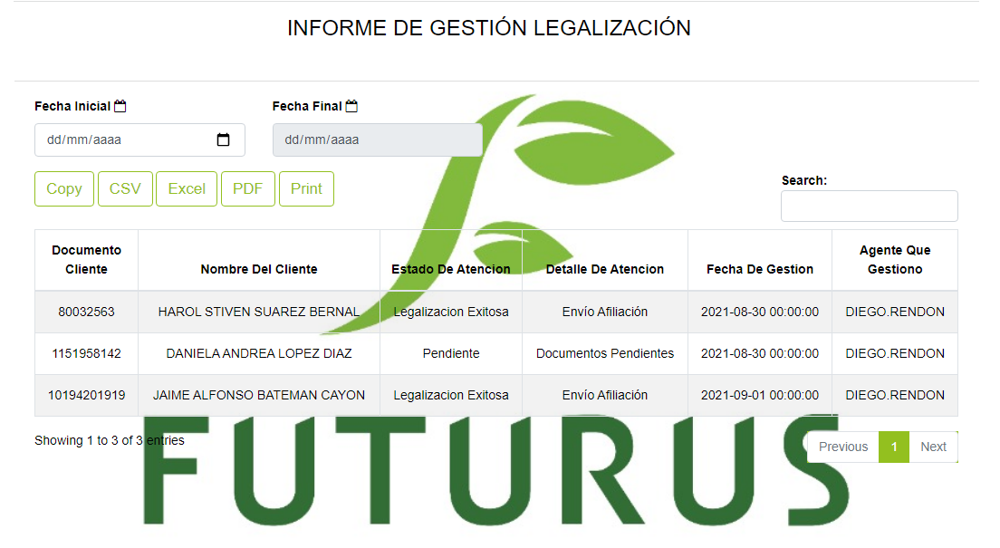 INFORME DE GESTIÓN LEGALIZACIÓN
Fecha Inicial Fecha Final
dd/mm/aaaa dd/mm/aaaa
Copy CSV Excel PDF Print
Search:
Documento Cliente Nombre Del Cliente Estado De Atencion Detalle De Atencion Fecha De Gestion Agente Que Gestiono
80032563 HAROL STIVEN SUAREZ BERNAL Legalizacion Exitosa Envío Afiliación 2021-08-30 00:00:00 DIEGO.RENDON
1151958142 DANIELA ANDREA LOPEZ DIAZ Pendiente Documentos Pendientes 2021-08-30 00:00:00 DIEGO.RENDON
10194201919 JAIME ALFONSO BATEMAN CAYON Legalizacion Exitosa Envío Afiliación 2021-09-01 00:00:00 DIEGO.RENDON
Showing 1 to 3 of 3 entries Previous 1 Next
FUTURUS